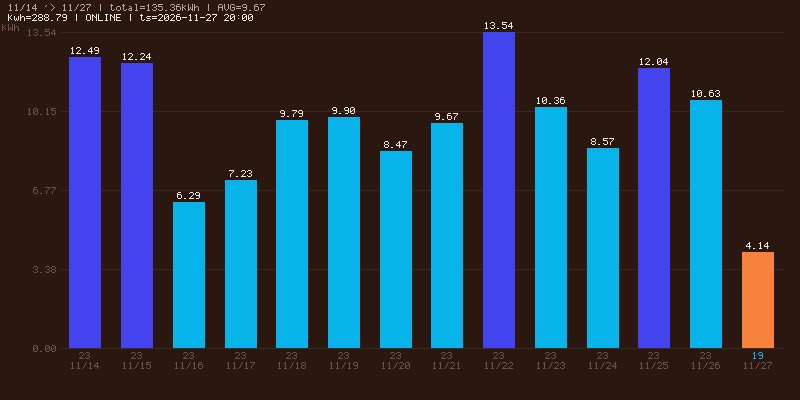 11/14 -> 11/27 | total=135.36kWh | AVG=9.67
Kwh=288.79 | ONLINE | ts=2026-11-27 20:00
kWh
13.54
10.15
6.77
3.38
0.00
12.49 12.24 6.29 7.23 9.79 9.90 8.47 9.67 13.54 10.36 8.57 12.04 10.63 4.14
23 23 23 23 23 23 23 23 23 23 23 23 23 19
11/14 11/15 11/16 11/17 11/18 11/19 11/20 11/21 11/22 11/23 11/24 11/25 11/26 11/27